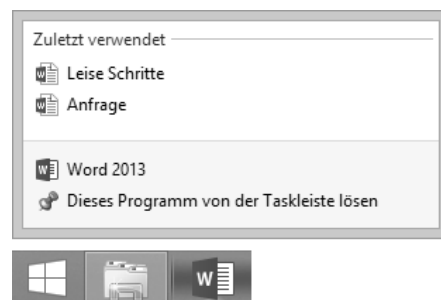 Zuletzt verwendet
Leise Schritte
Anfrage
Word 2013
Dieses Programm von der Taskleiste lösen